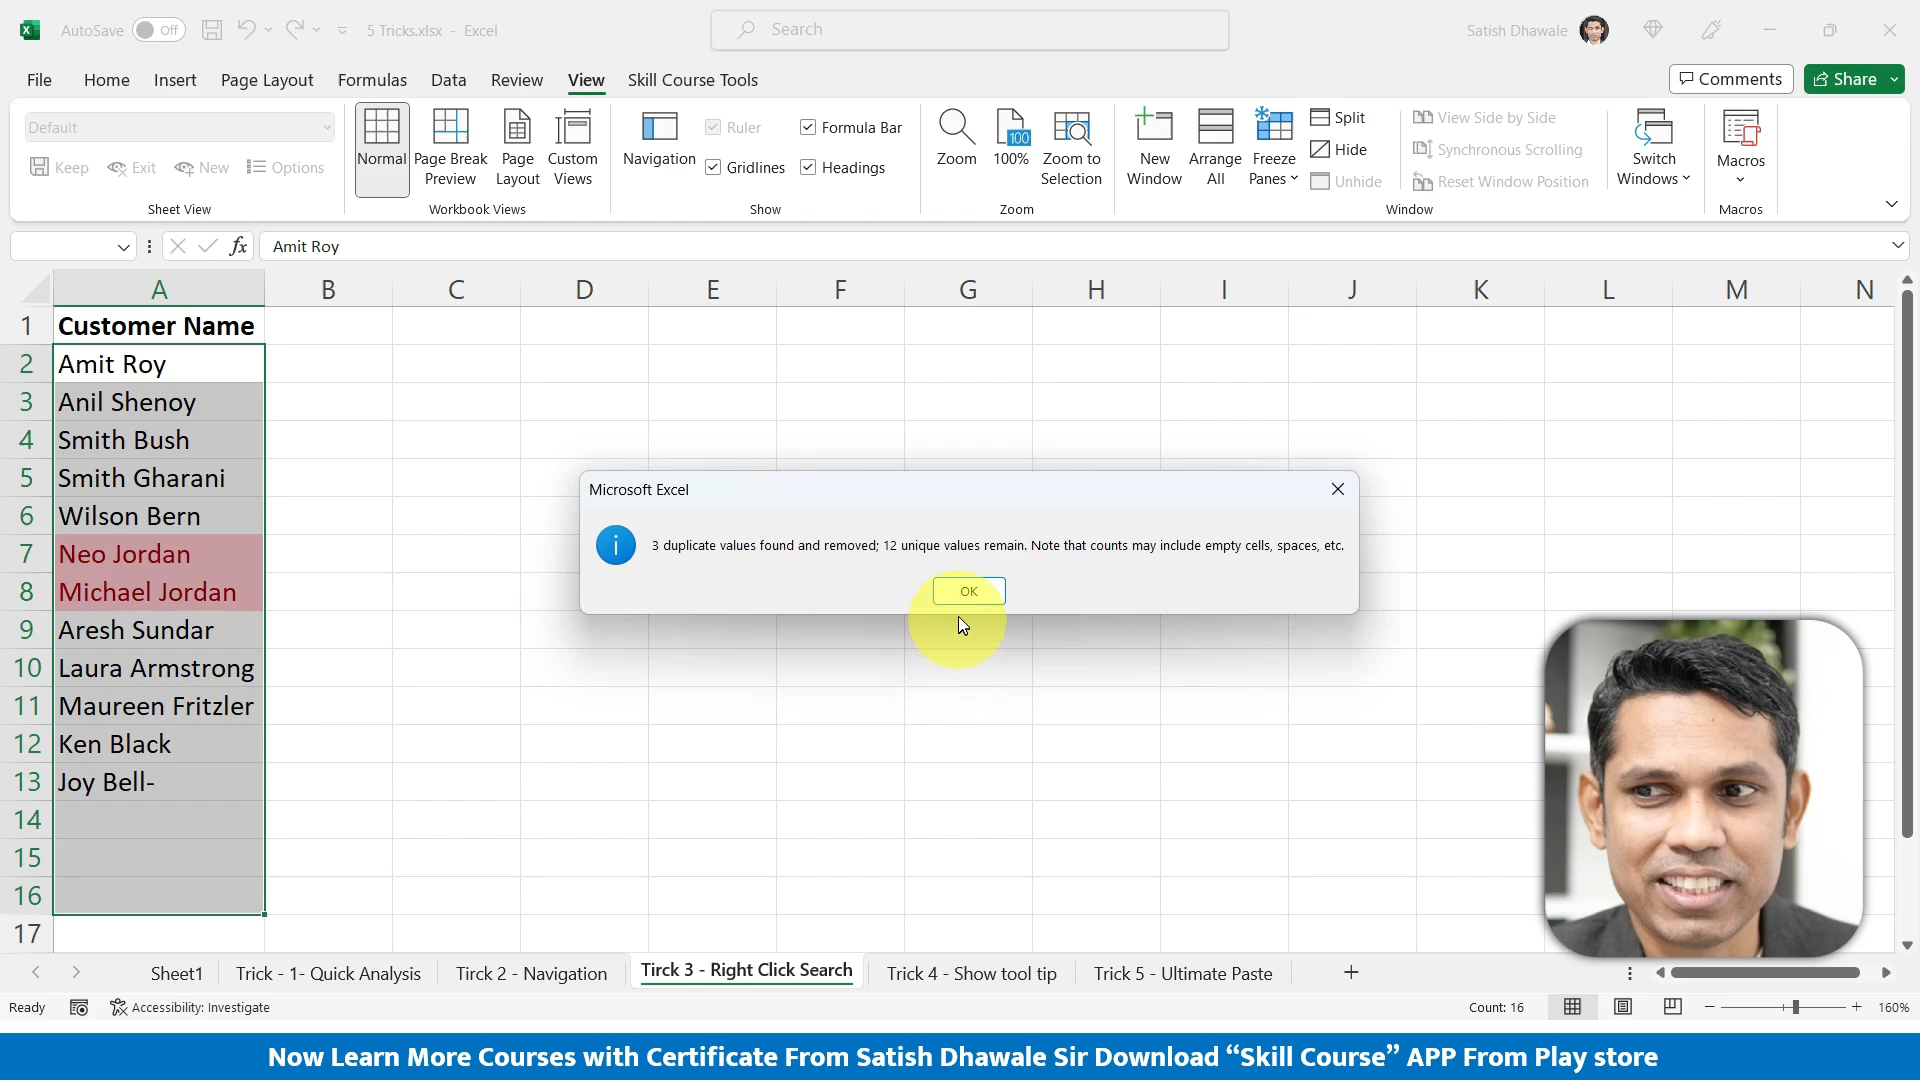 AutoSave Off 5 Tricks.xlsx - Excel Search Satish Dhawale
File Home Insert Page Layout Formulas Data Review View Skill Course Tools Comments Share
Default
Keep Exit New Options
Sheet View
Normal
Page Break Preview
Page Layout
Custom Views
Workbook Views
Navigation
Ruler
Formula Bar
Gridlines
Headings
Show
Zoom
100
100%
Zoom to Selection
Zoom
New Window
Arrange All
Freeze Panes
Split
Hide
Unhide
View Side by Side
Synchronous Scrolling
Reset Window Position
Window
Switch Windows
Macros
Macros
fx Amit Roy
A B C D E F G H I J K L M N
1 Customer Name
2 Amit Roy
3 Anil Shenoy
4 Smith Bush
5 Smith Gharani
6 Wilson Bern
7 Neo Jordan
8 Michael Jordan
9 Aresh Sundar
10 Laura Armstrong
11 Maureen Fritzler
12 Ken Black
13 Joy Bell-
14
15
16
17
Microsoft Excel
3 duplicate values found and removed; 12 unique values remain. Note that counts may include empty cells, spaces, etc.
OK
Sheet1 Trick - 1- Quick Analysis Tirck 2 - Navigation Tirck 3 - Right Click Search Trick 4 - Show tool tip Trick 5 - Ultimate Paste
Ready Accessibility: Investigate Count: 16 160%
Now Learn More Courses with Certificate From Satish Dhawale Sir Download “Skill Course” APP From Play store